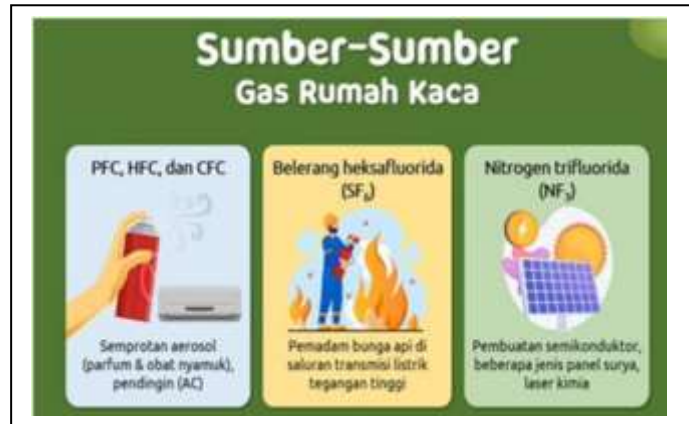 Sumber-Sumber
Gas Rumah Kaca
PFC, HFC, dan CFC
Semprotan aerosol
(parfum & obat nyamuk),
pendingin (AC)
Belerang heksafluorida
(SF₆)
Pemadam bunga api di
saluran transmisi listrik
tegangan tinggi
Nitrogen trifluorida
(NF₃)
Pembuatan semikonduktor,
beberapa jenis panel surya,
laser kimia